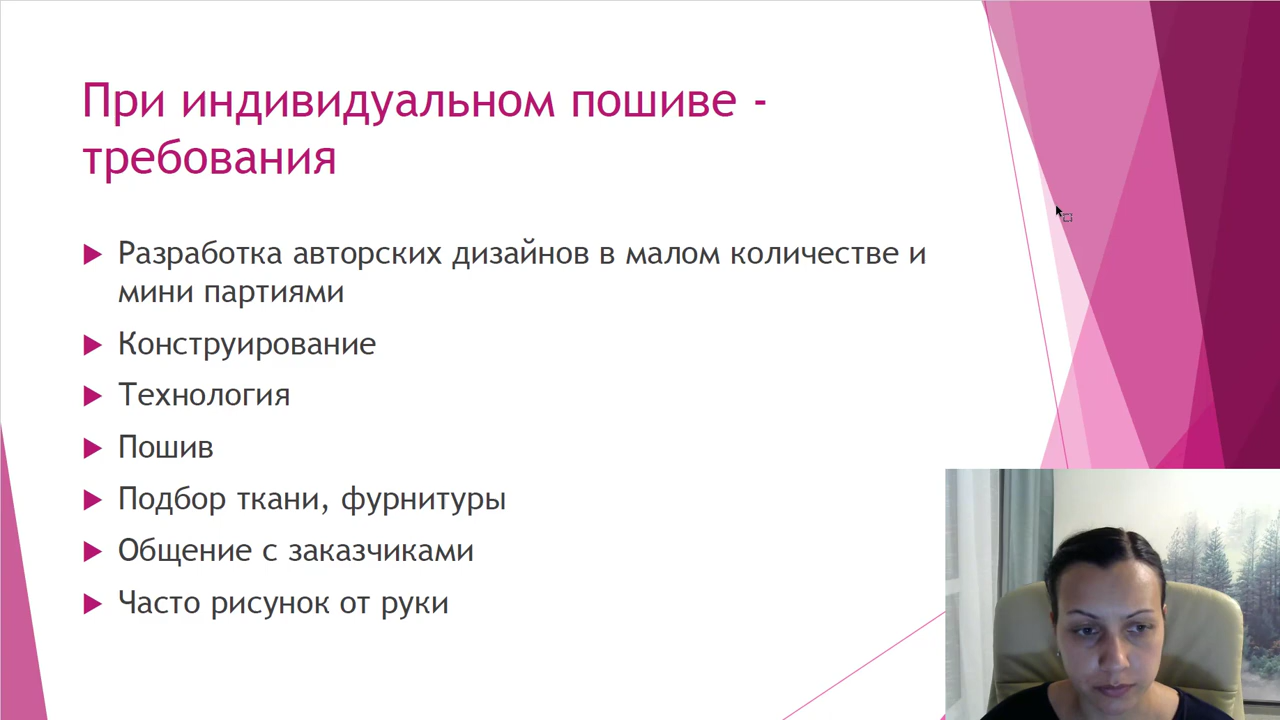 При индивидуальном пошиве -
требования
Разработка авторских дизайнов в малом количестве и
мини партиями
Конструирование
Технология
Пошив
Подбор ткани, фурнитуры
Общение с заказчиками
Часто рисунок от руки